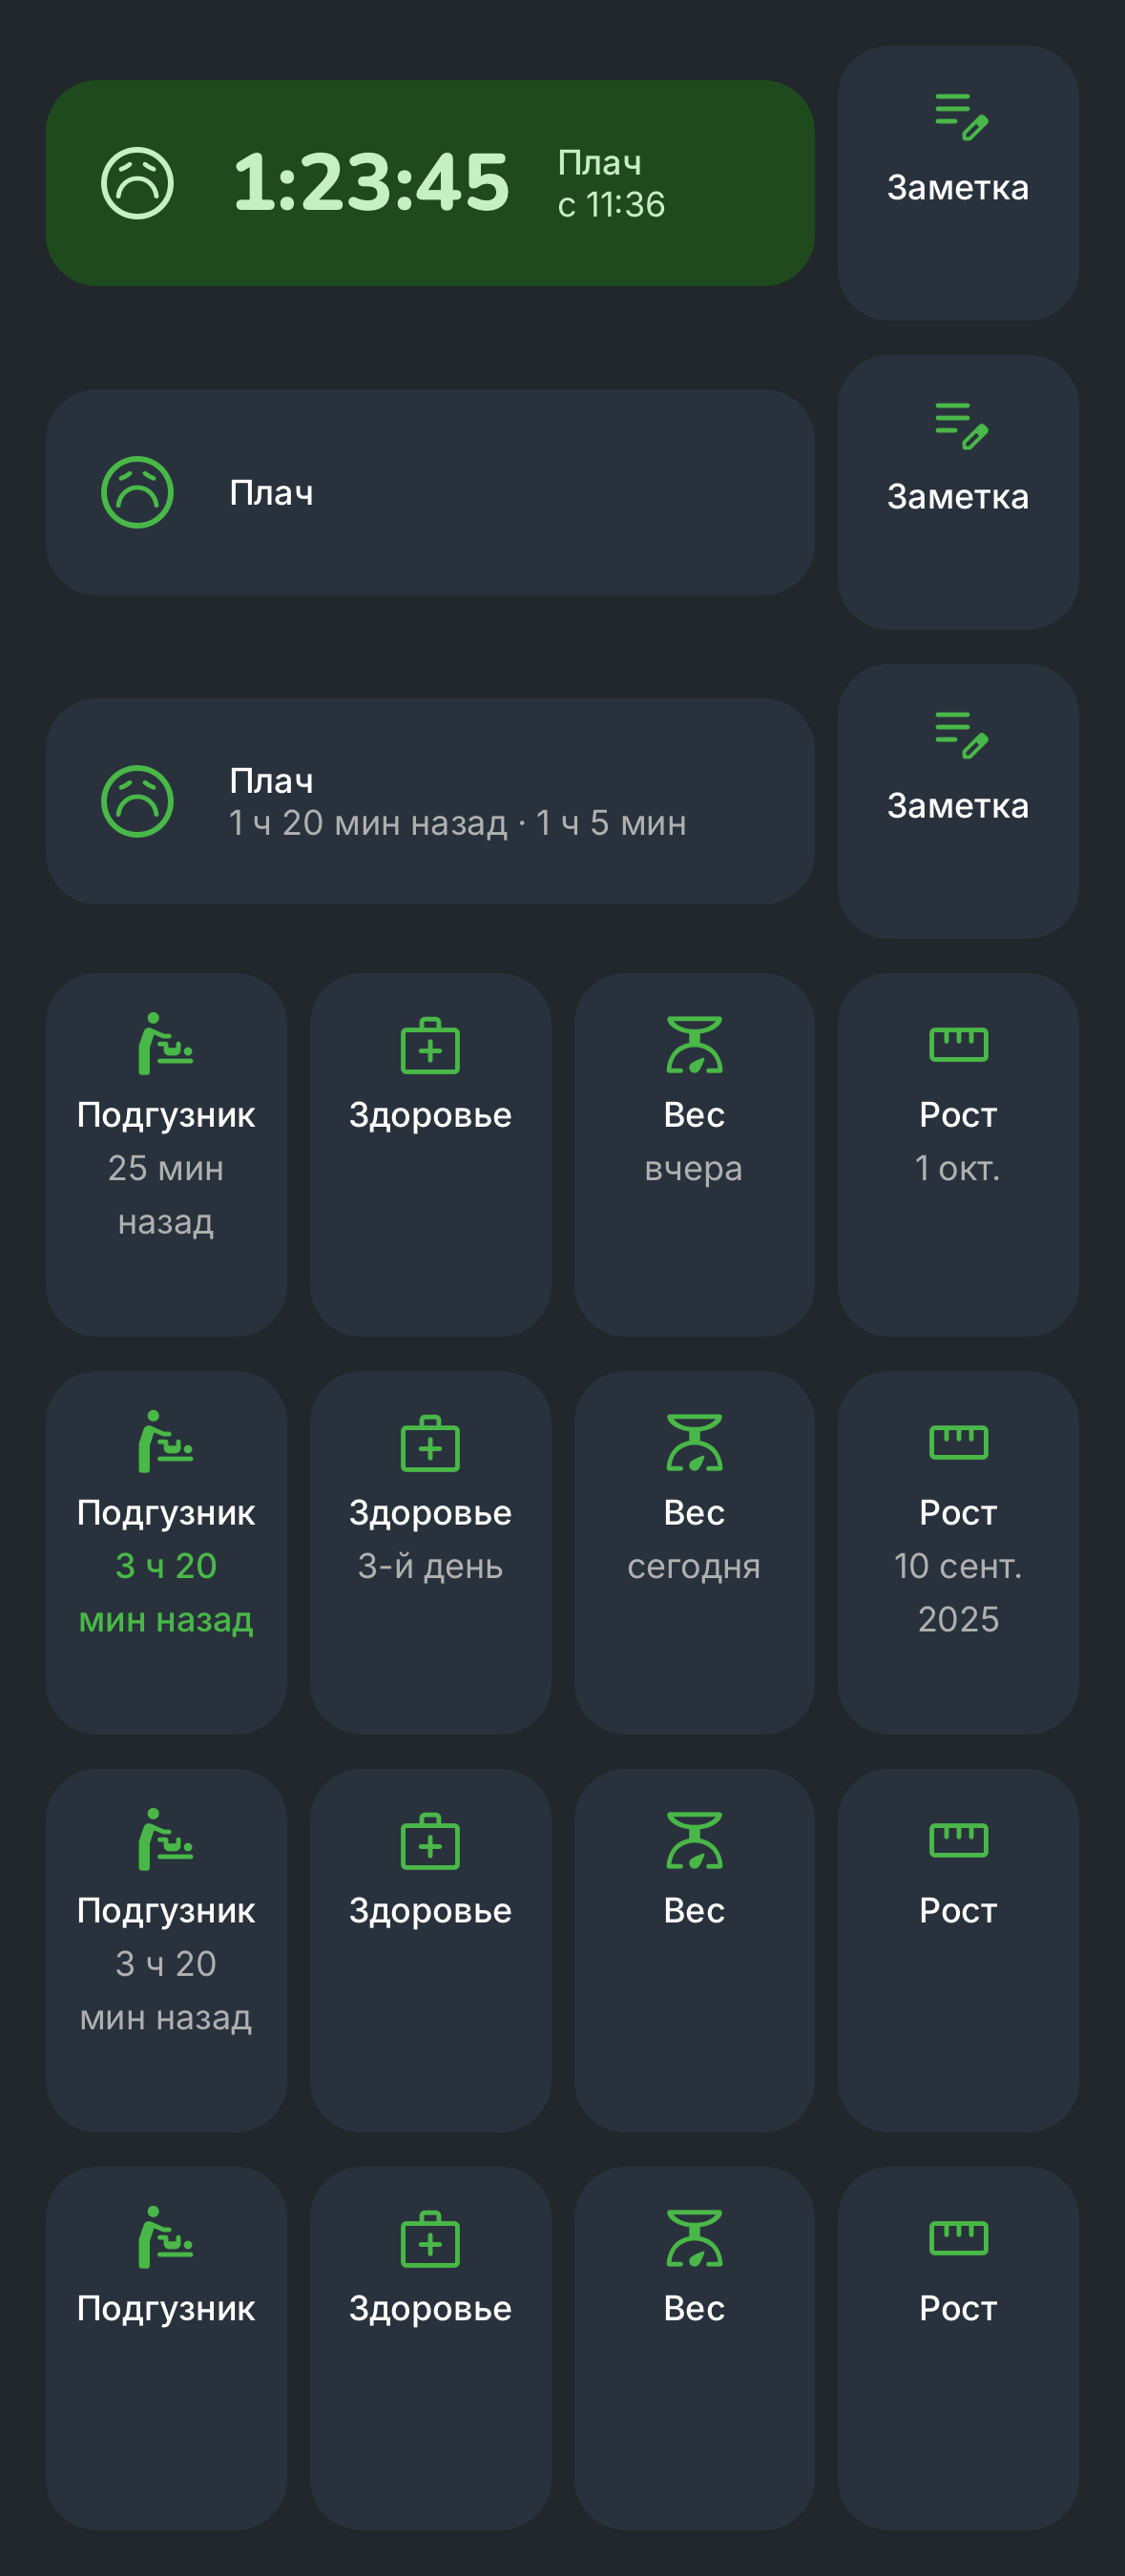 1:23:45
Плач
с 11:36
Заметка
Плач
Заметка
Плач
1 ч 20 мин назад · 1 ч 5 мин
Заметка
Подгузник
25 мин
назад
Здоровье
Вес
вчера
Рост
1 окт.
Подгузник
3 ч 20
мин назад
Здоровье
3-й день
Вес
сегодня
Рост
10 сент.
2025
Подгузник
3 ч 20
мин назад
Здоровье
Вес
Рост
Подгузник
Здоровье
Вес
Рост